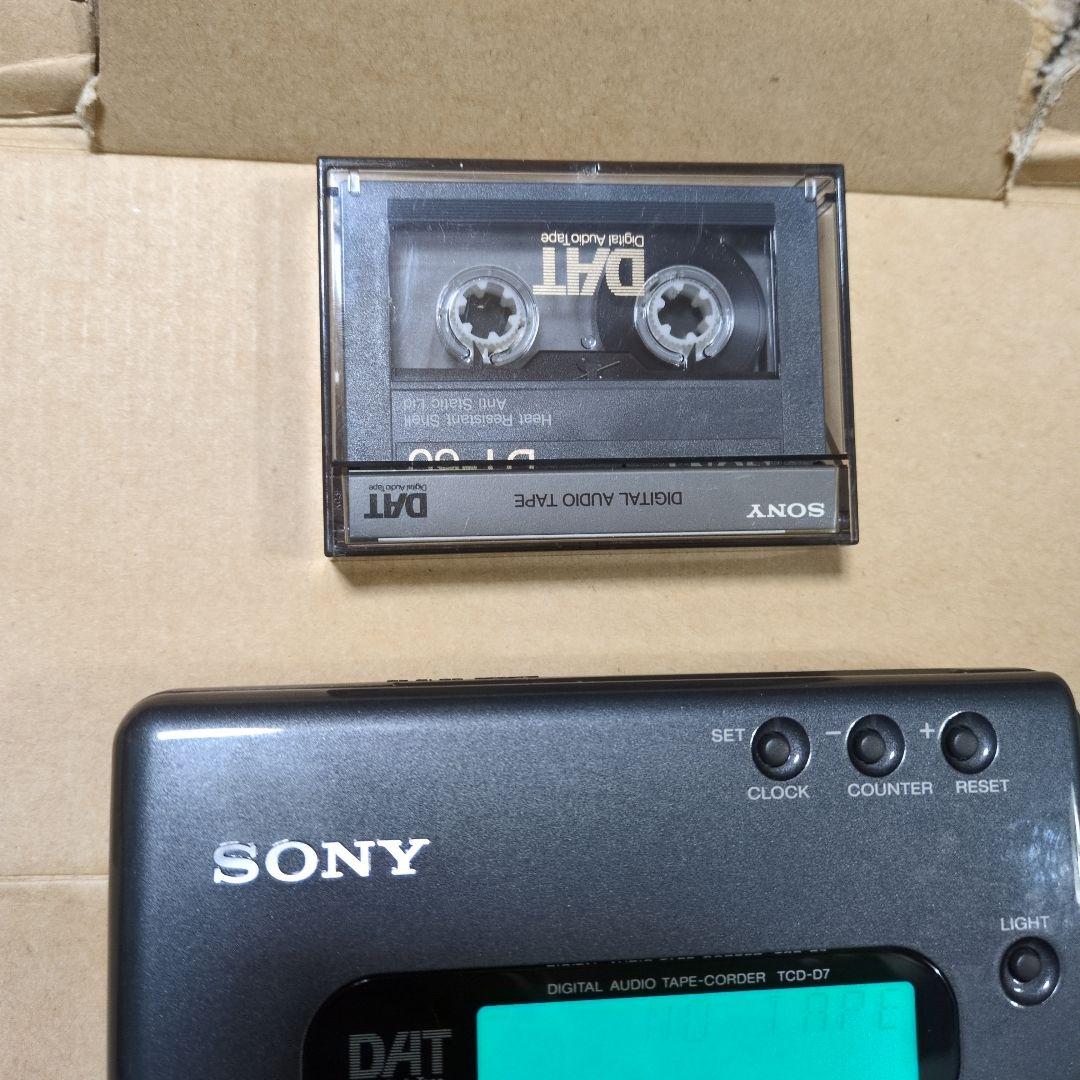 DAT
Digital Audio Tape
Heat Resistant Shell
Anti Static Lid
SONY DIGITAL AUDIO TAPE DAT
Digital Audio Tape
SET - +
CLOCK COUNTER RESET
SONY
LIGHT
DIGITAL AUDIO TAPE-CORDER TCD-D7
NO TAPE
DAT